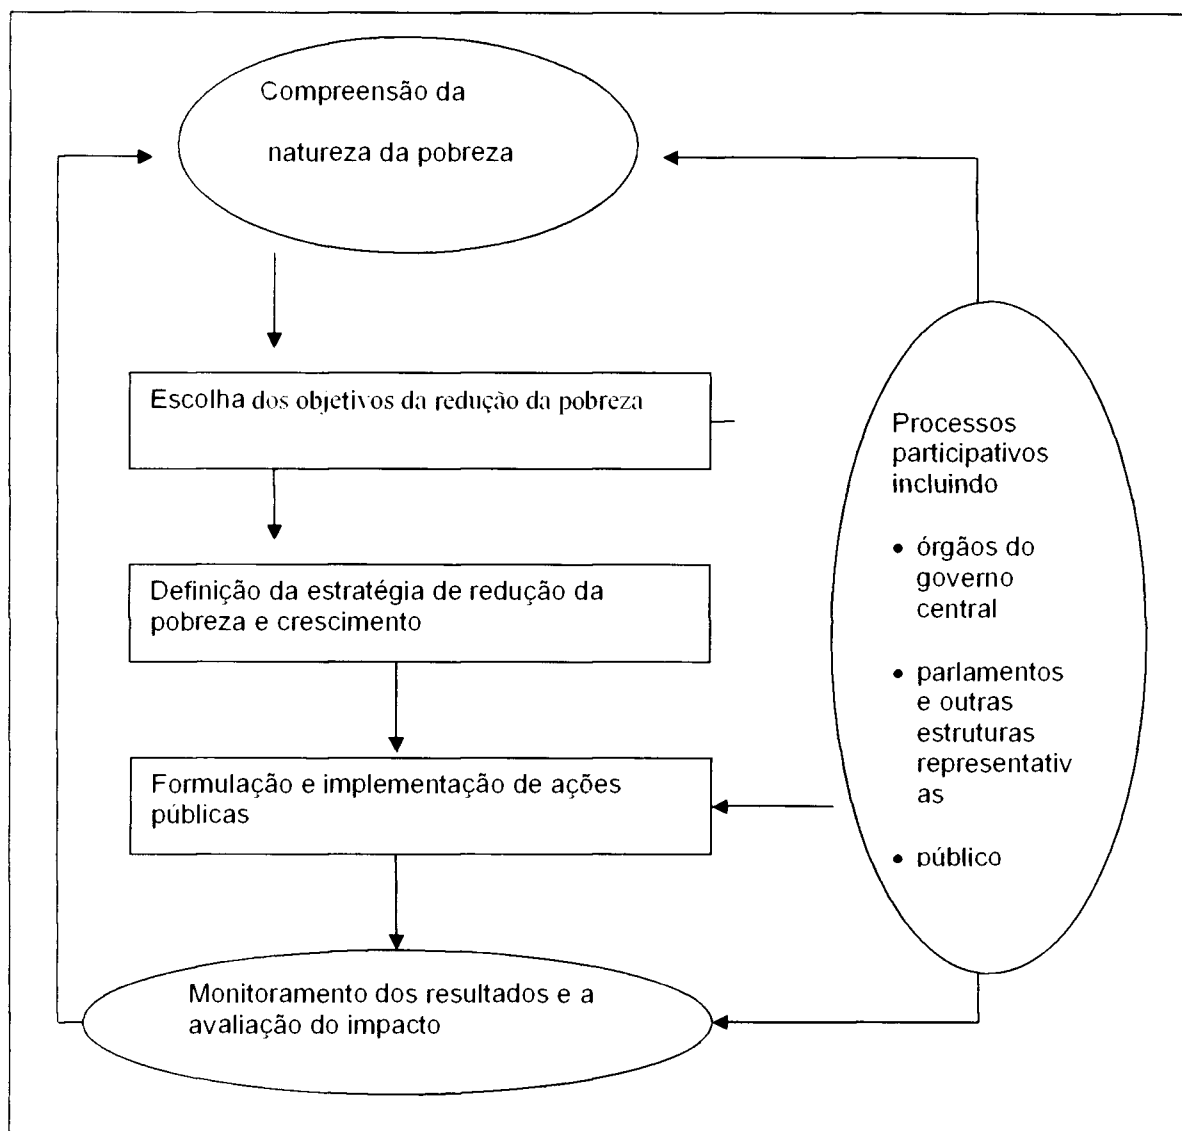 Compreensão da
natureza da pobreza
Escolha dos objetivos da redução da pobreza
Definição da estratégia de redução da
pobreza e crescimento
Formulação e implementação de ações
públicas
Monitoramento dos resultados e a
avaliação do impacto
Processos
participativos
incluindo
• órgãos do
governo
central
• parlamentos
e outras
estruturas
representativ
as
• público